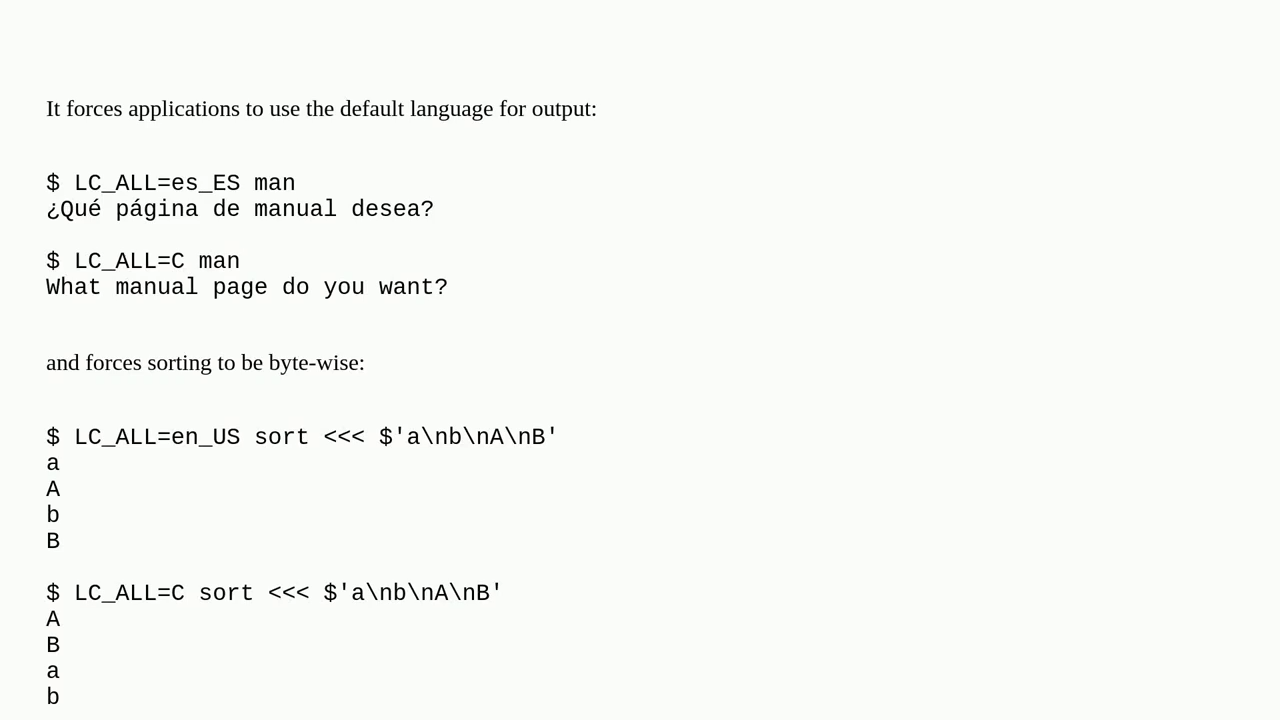 It forces applications to use the default language for output:
$ LC_ALL=es_ES man
¿Qué página de manual desea?
$ LC_ALL=C man
What manual page do you want?
and forces sorting to be byte-wise:
$ LC_ALL=en_US sort <<< $'a\nb\nA\nB'
a
A
b
B
$ LC_ALL=C sort <<< $'a\nb\nA\nB'
A
B
a
b